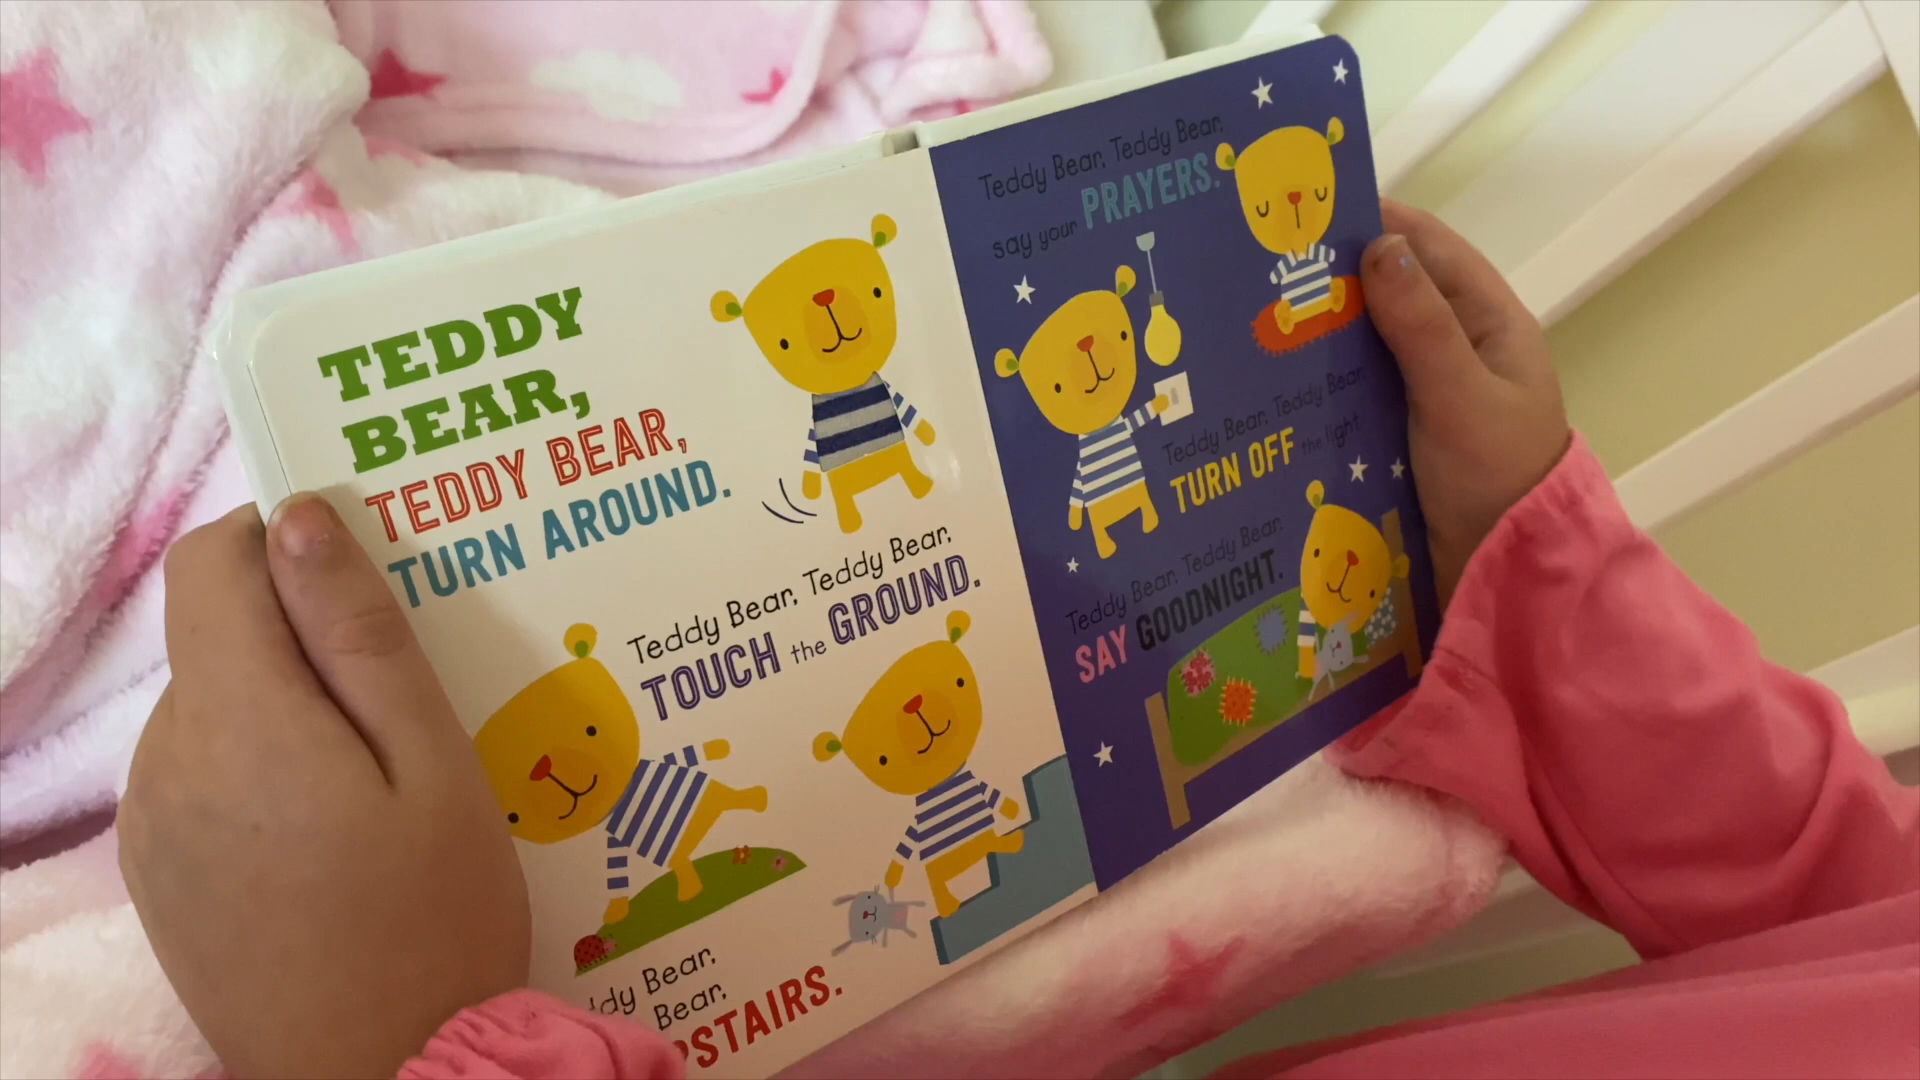 TEDDY
BEAR,
TEDDY BEAR,
TURN AROUND.
Teddy Bear, Teddy Bear,
TOUCH the GROUND.
Bear,
Bear,
Teddy Bear, Teddy Bear,
say your PRAYERS.
Teddy Bear, Teddy Bear,
TURN OFF the light.
Teddy Bear, Teddy Bear,
SAY GOODNIGHT.